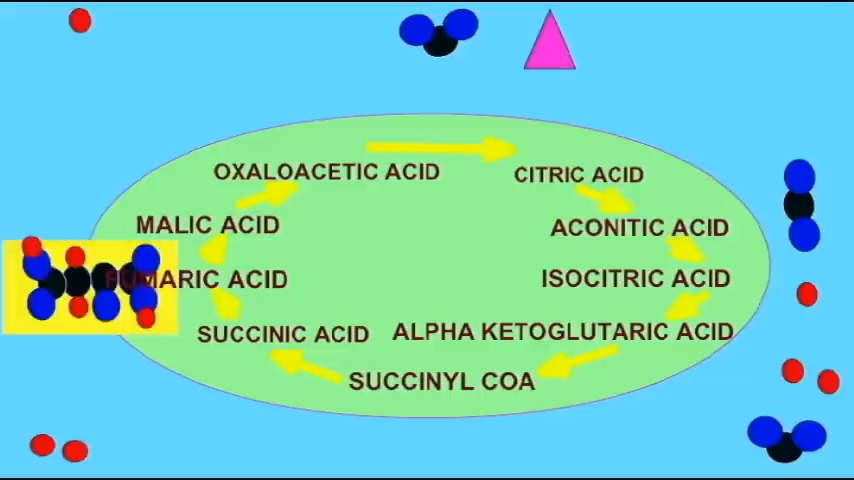 OXALOACETIC ACID
CITRIC ACID
MALIC ACID
ACONITIC ACID
FUMARIC ACID
ISOCITRIC ACID
SUCCINIC ACID
ALPHA KETOGLUTARIC ACID
SUCCINYL COA